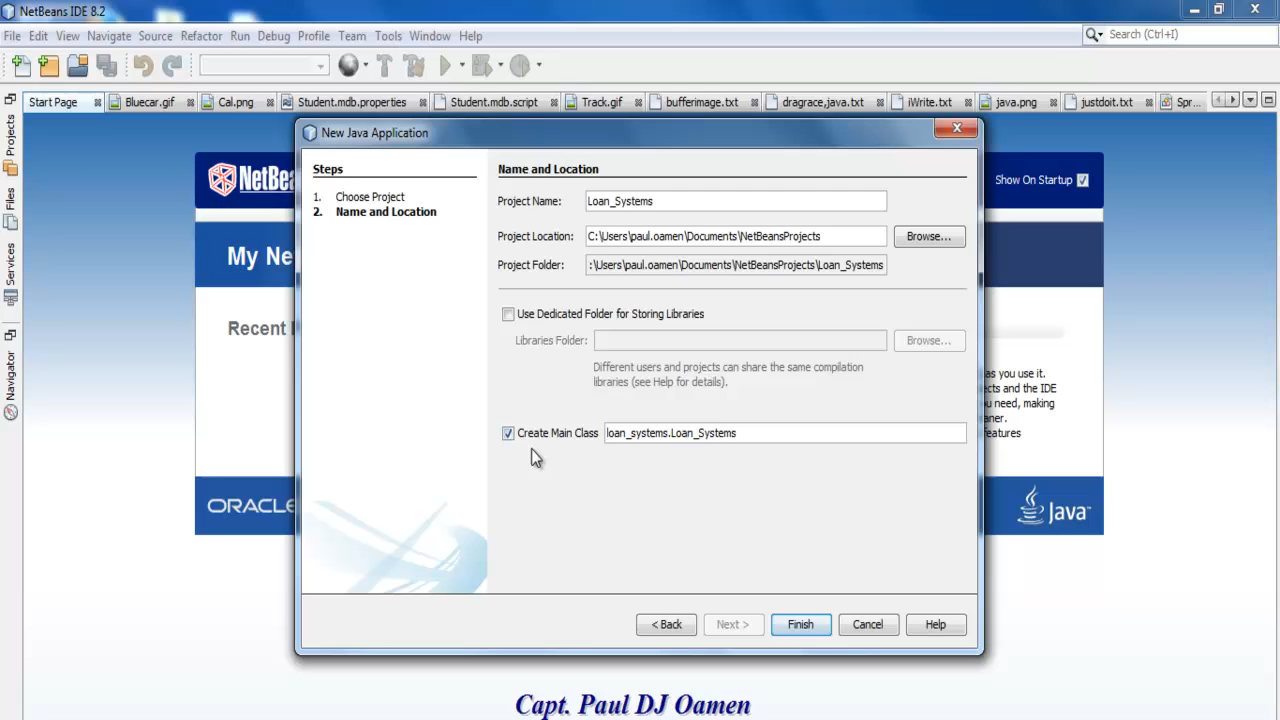 NetBeans IDE 8.2
File Edit View Navigate Source Refactor Run Debug Profile Team Tools Window Help
Search (Ctrl+I)
Start Page Bluecar.gif Cal.png Student.mdb.properties Student.mdb.script Track.gif bufferimage.txt dragrace,java.txt iWrite.txt java.png justdoit.txt Spr...
Projects
Files
Services
Navigator
New Java Application
Steps
1. Choose Project
2. Name and Location
Name and Location
Project Name: Loan_Systems
Project Location: C:\Users\paul.oamen\Documents\NetBeansProjects Browse...
Project Folder: :\Users\paul.oamen\Documents\NetBeansProjects\Loan_Systems
Use Dedicated Folder for Storing Libraries
Libraries Folder: Browse...
Different users and projects can share the same compilation
libraries (see Help for details).
Create Main Class loan_systems.Loan_Systems
< Back Next > Finish Cancel Help
NetBea
Show On Startup
My Ne
Recent
as you use it.
ects and the IDE
u need, making
aner.
features
ORACLE
Java
Capt. Paul DJ Oamen